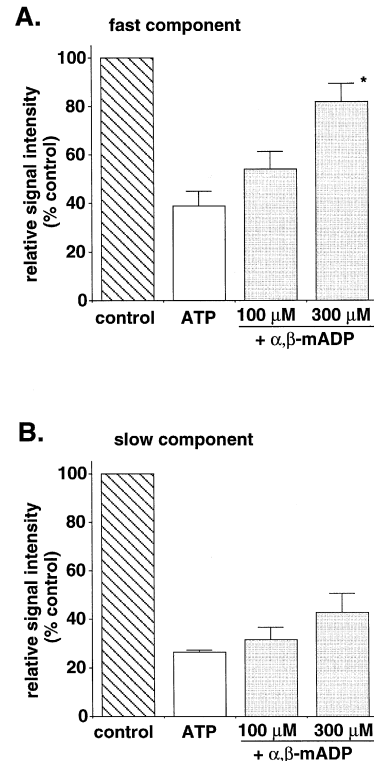 A.
fast component
relative signal intensity
(% control)
100
80
60
40
20
0
*
control ATP 100 µM 300 µM
+ α,β-mADP
B.
slow component
relative signal intensity
(% control)
100
80
60
40
20
0
control ATP 100 µM 300 µM
+ α,β-mADP